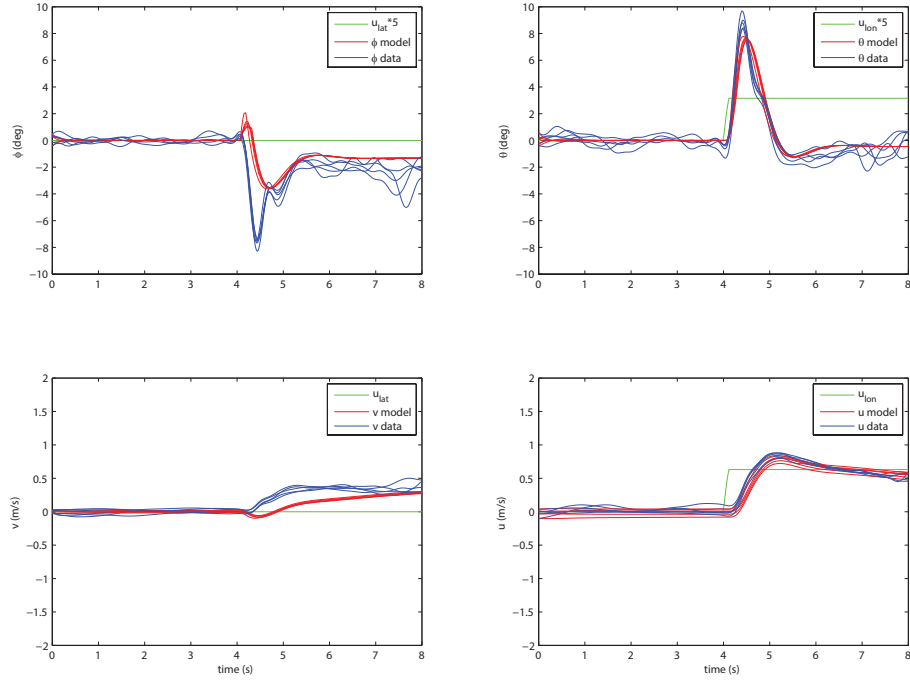 10
8
6
4
2
0
−2
−4
−6
−8
−10
ϕ (deg)
0 1 2 3 4 5 6 7 8
u_lat*5
ϕ model
ϕ data
10
8
6
4
2
0
−2
−4
−6
−8
−10
θ (deg)
0 1 2 3 4 5 6 7 8
u_lon*5
θ model
θ data
2
1.5
1
0.5
0
−0.5
−1
−1.5
−2
v (m/s)
0 1 2 3 4 5 6 7 8
time (s)
u_lat
v model
v data
2
1.5
1
0.5
0
−0.5
−1
−1.5
−2
u (m/s)
0 1 2 3 4 5 6 7 8
time (s)
u_lon
u model
u data